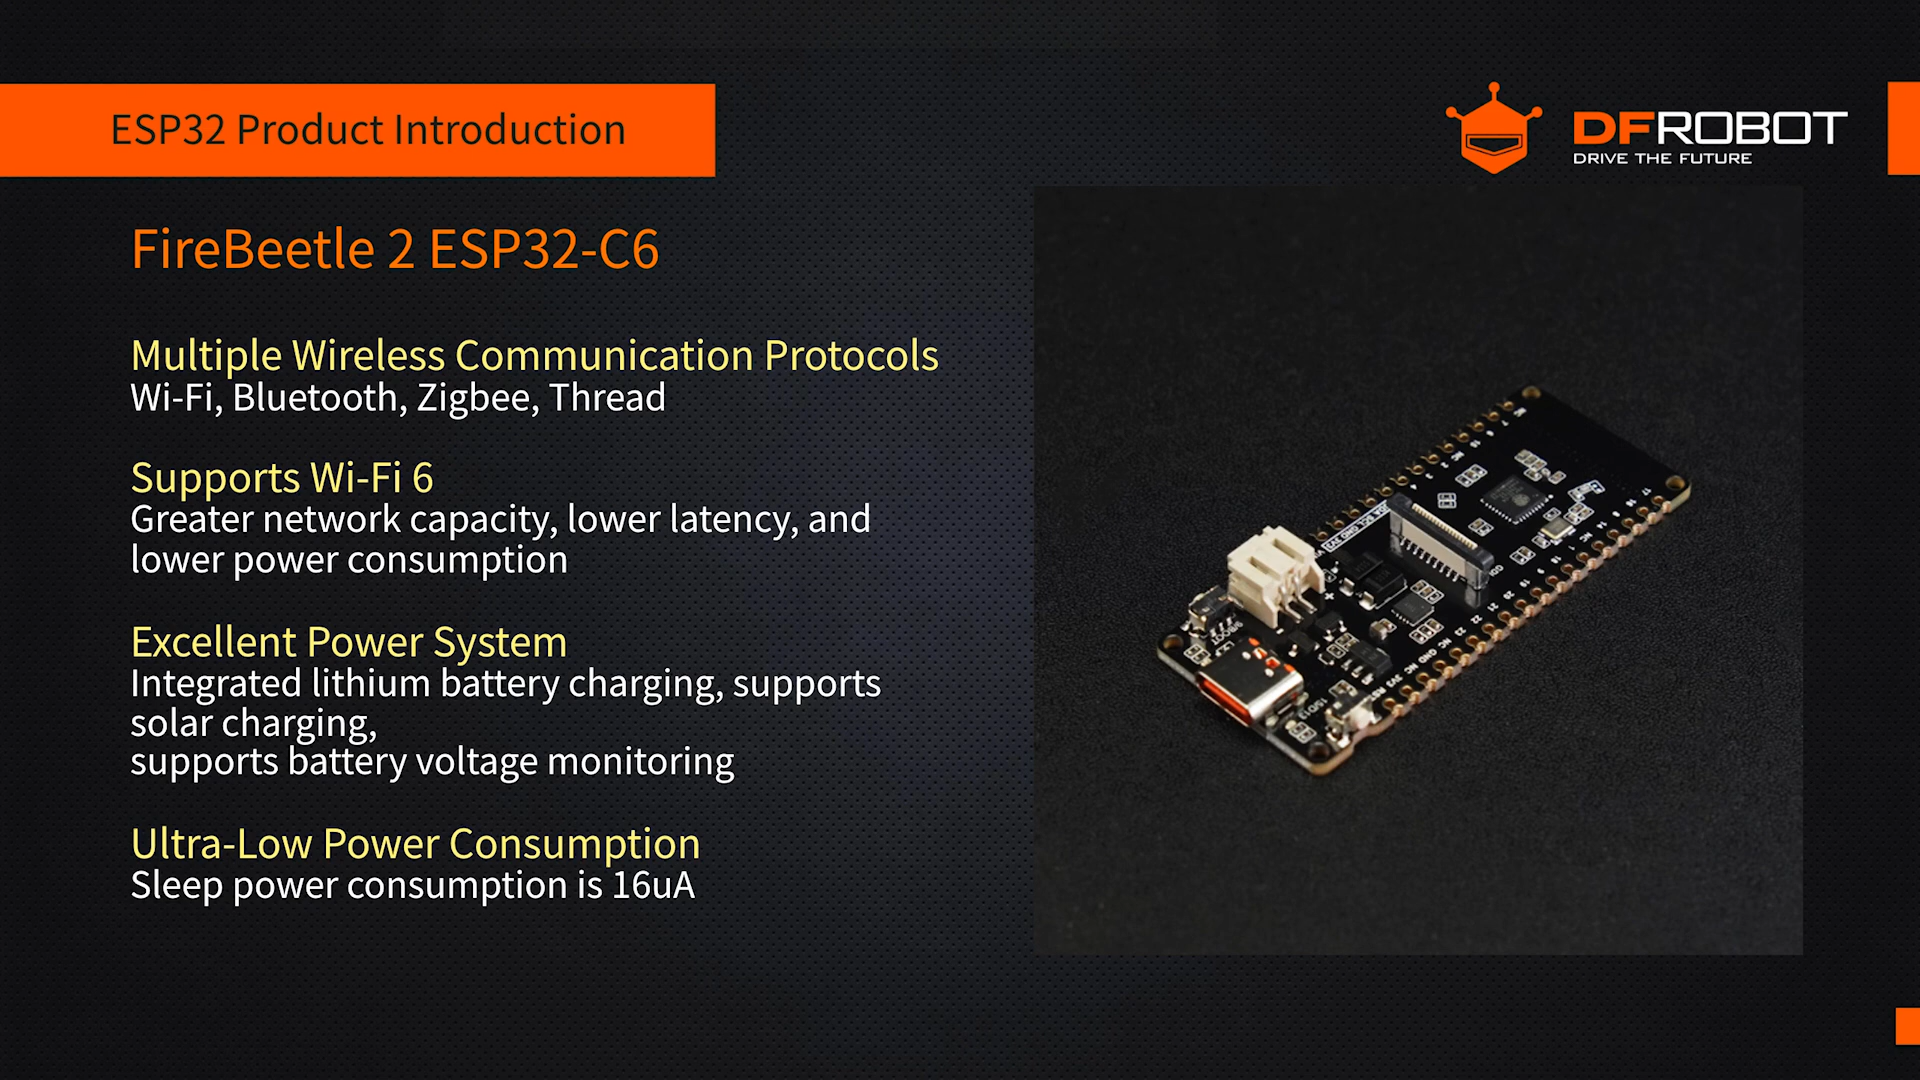 ESP32 Product Introduction
DFROBOT
DRIVE THE FUTURE
FireBeetle 2 ESP32-C6
Multiple Wireless Communication Protocols
Wi-Fi, Bluetooth, Zigbee, Thread
Supports Wi-Fi 6
Greater network capacity, lower latency, and
lower power consumption
Excellent Power System
Integrated lithium battery charging, supports
solar charging,
supports battery voltage monitoring
Ultra-Low Power Consumption
Sleep power consumption is 16uA